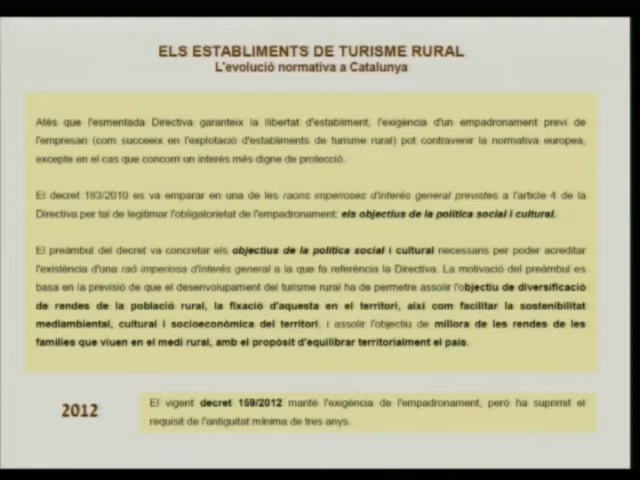 ELS ESTABLIMENTS DE TURISME RURAL
L'evolució normativa a Catalunya
Atès que l'esmentada Directiva garanteix la llibertat d'establiment, l'exigència d'un empadronament previ de
l'empresari (com succeeix en l'explotació d'establiments de turisme rural) pot contravenir la normativa europea,
excepte en el cas que concorri un interès més digne de protecció.
El decret 183/2010 es va emparar en una de les raons imperioses d'interès general previstes a l'article 4 de la
Directiva per tal de legitimar l'obligatorietat de l'empadronament: els objectius de la política social i cultural.
El preàmbul del decret va concretar els objectius de la política social i cultural necessaris per poder acreditar
l'existència d'una raó imperiosa d'interès general a la que fa referència la Directiva. La motivació del preàmbul es
basa en la previsió de que el desenvolupament del turisme rural ha de permetre assolir l'objectiu de diversificació
de rendes de la població rural, la fixació d'aquesta en el territori, així com facilitar la sostenibilitat
mediambiental, cultural i socioeconòmica del territori, i assolir l'objectiu de millora de les rendes de les
famílies que viuen en el medi rural, amb el propòsit d'equilibrar territorialment el país.
2012
El vigent decret 159/2012 manté l'exigència de l'empadronament, però ha suprimit el
requisit de l'antiguitat mínima de tres anys.